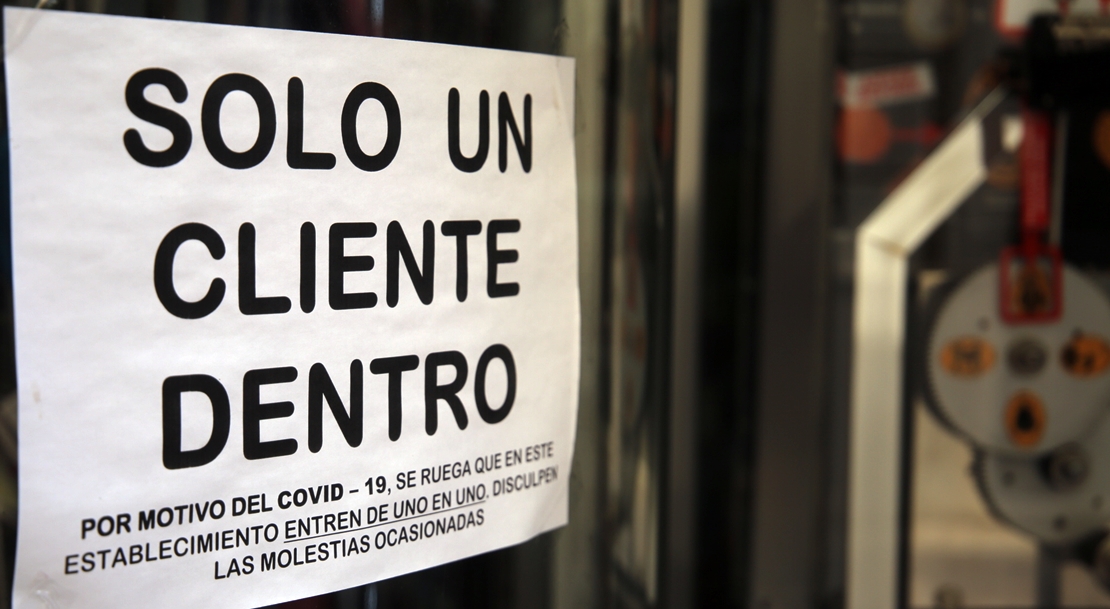 SOLO UN
CLIENTE
DENTRO
POR MOTIVO DEL COVID – 19, SE RUEGA QUE EN ESTE
ESTABLECIMIENTO ENTREN DE UNO EN UNO. DISCULPEN
LAS MOLESTIAS OCASIONADAS